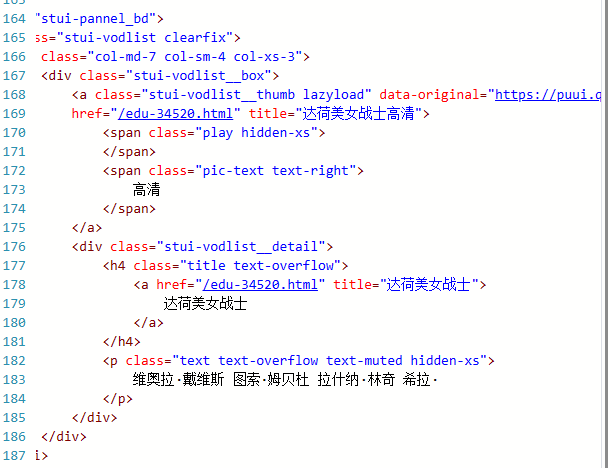 164 "stui-pannel_bd">
165 ss="stui-vodlist clearfix">
166 class="col-md-7 col-sm-4 col-xs-3">
167 <div class="stui-vodlist__box">
168 <a class="stui-vodlist__thumb lazyload" data-original="https://puui.q
169 href="/edu-34520.html" title="达荷美女战士高清">
170 <span class="play hidden-xs">
171 </span>
172 <span class="pic-text text-right">
173 高清
174 </span>
175 </a>
176 <div class="stui-vodlist__detail">
177 <h4 class="title text-overflow">
178 <a href="/edu-34520.html" title="达荷美女战士">
179 达荷美女战士
180 </a>
181 </h4>
182 <p class="text text-overflow text-muted hidden-xs">
183 维奥拉·戴维斯 图索·姆贝杜 拉什纳·林奇 希拉·
184 </p>
185 </div>
186 </div>
187 i>